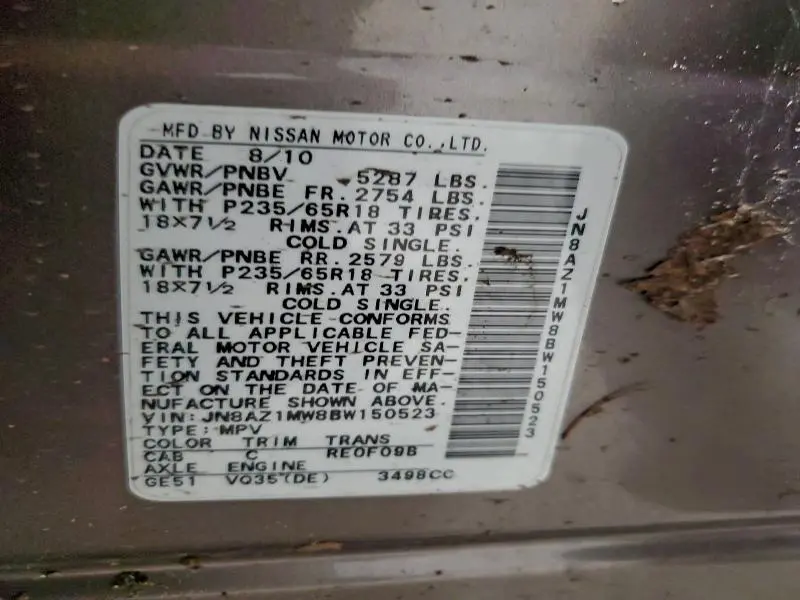 MFD BY NISSAN MOTOR CO.,LTD.
DATE 8/10
GVWR/PNBV 5287 LBS.
GAWR/PNBE FR. 2754 LBS.
WITH P235/65R18 TIRES.
18X7½ RIMS.AT 33 PSI
COLD SINGLE.
GAWR/PNBE RR. 2579 LBS.
WITH P235/65R18 TIRES.
18X7½ RIMS.AT 33 PSI
COLD SINGLE.
THIS VEHICLE CONFORMS
TO ALL APPLICABLE FED-
ERAL MOTOR VEHICLE SA-
FETY AND THEFT PREVEN-
TION STANDARDS IN EFF-
ECT ON THE DATE OF MA-
NUFACTURE SHOWN ABOVE.
VIN: JN8AZ1MW8BW150523
TYPE: MPV
COLOR TRIM TRANS
CAB C RE0F09B
AXLE ENGINE
GE51 VQ35(DE) 3498CC
JN8AZ1MW8BW150523